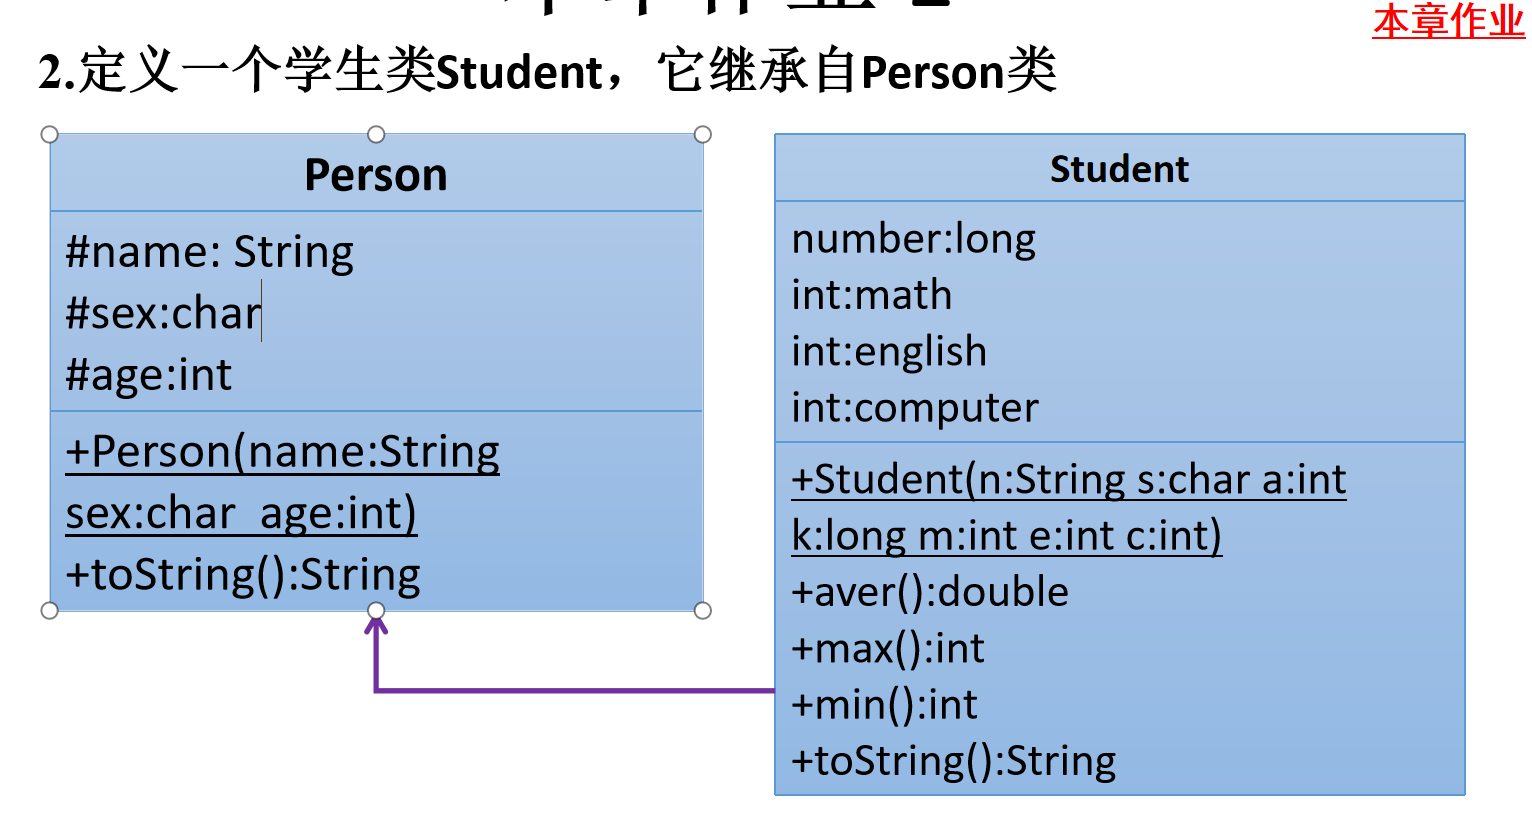 本章作业
2.定义一个学生类Student，它继承自Person类
Person
#name: String
#sex:char
#age:int
+Person(name:String
sex:char  age:int)
+toString():String
Student
number:long
int:math
int:english
int:computer
+Student(n:String s:char a:int
k:long m:int e:int c:int)
+aver():double
+max():int
+min():int
+toString():String